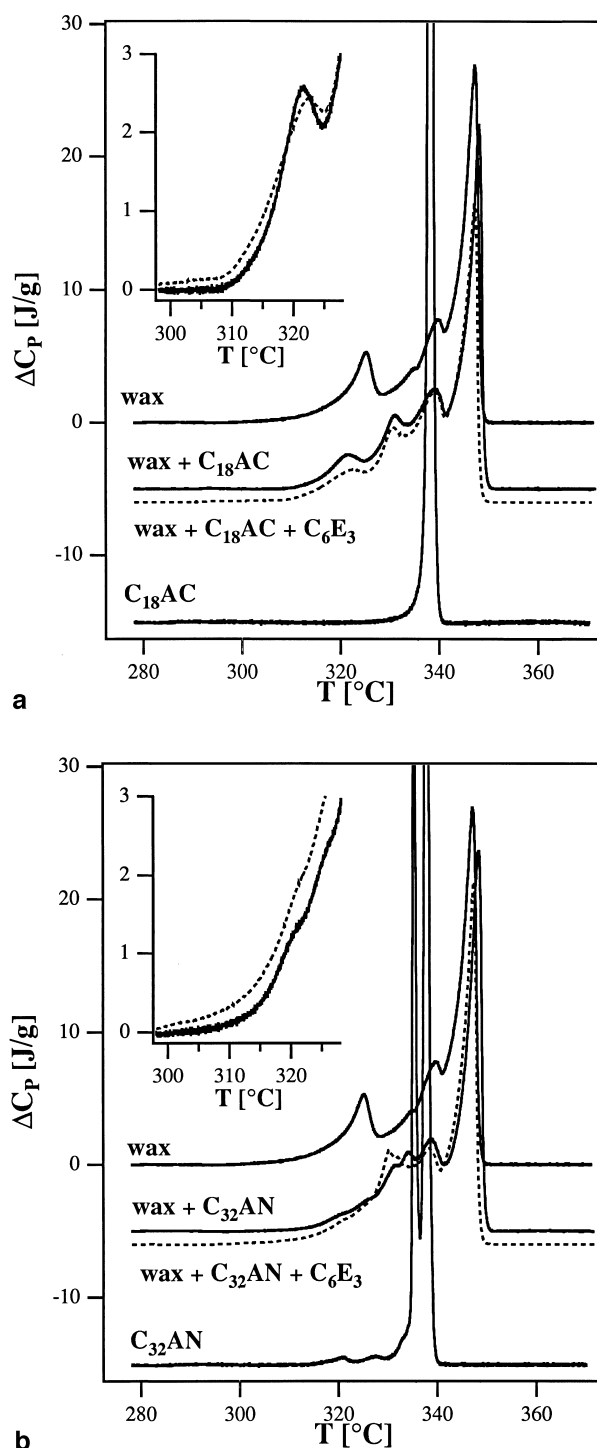 30
20
10
0
-10
ΔC_P [J/g]
3
2
1
0
300 310 320
T [°C]
wax
wax + C₁₈AC
wax + C₁₈AC + C₆E₃
C₁₈AC
280 300 320 340 360
T [°C]
a
30
20
10
0
-10
ΔC_P [J/g]
3
2
1
0
300 310 320
T [°C]
wax
wax + C₃₂AN
wax + C₃₂AN + C₆E₃
C₃₂AN
280 300 320 340 360
T [°C]
b